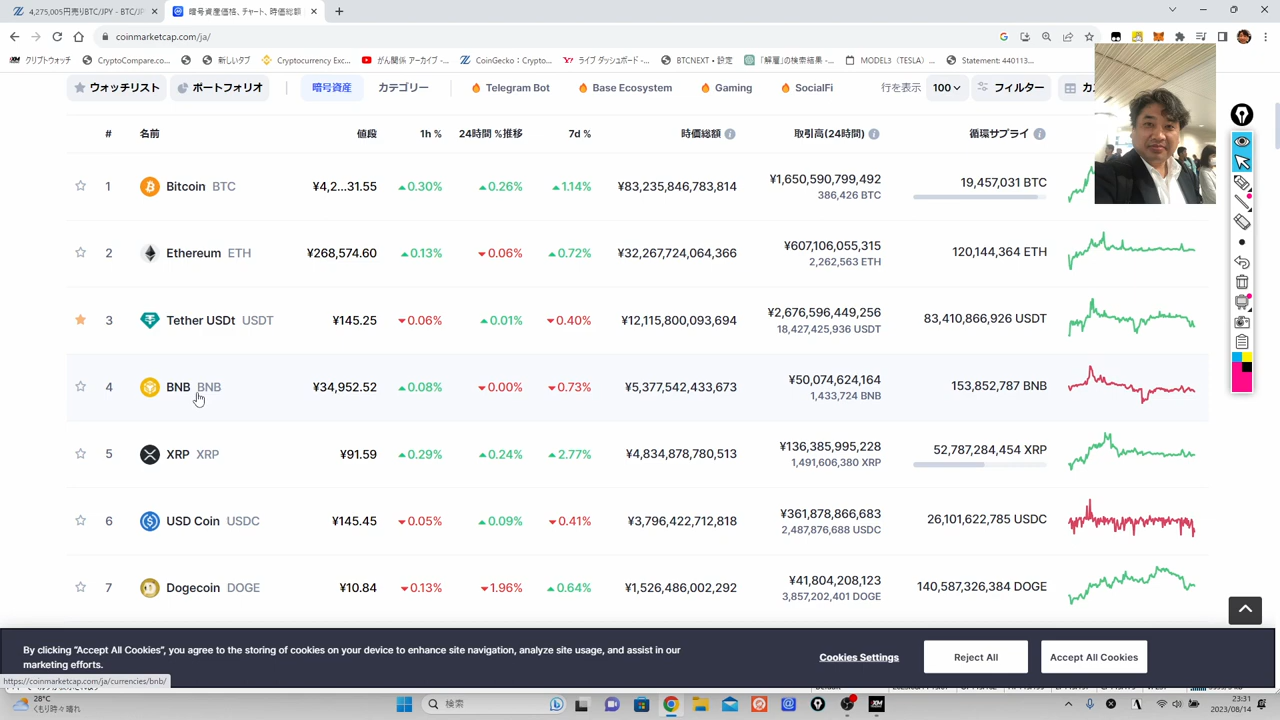 4,275,005円売りBTC/JPY - BTC/
暗号資産価格、チャート、時価総額
coinmarketcap.com/ja/
クリプトウォッチ
CryptoCompare.co...
新しいタブ
Cryptocurrency Exc...
がん関係 アーカイブ -...
CoinGecko : Crypto...
ライブ ダッシュボード -...
BTCNEXT • 設定
「解雇」の検索結果 -...
MODEL3（TESLA）...
Statement: 440113...
ウォッチリスト
ポートフォリオ
暗号資産
カテゴリー
Telegram Bot
Base Ecosystem
Gaming
SocialFi
行を表示
100
フィルター
# 名前 値段 1h % 24時間 %推移 7d % 時価総額 取引高(24時間) 循環サプライ
1 Bitcoin BTC ¥4,2...31.55 0.30% 0.26% 1.14% ¥83,235,846,783,814 ¥1,650,590,799,492 19,457,031 BTC
386,426 BTC
2 Ethereum ETH ¥268,574.60 0.13% 0.06% 0.72% ¥32,267,724,064,366 ¥607,106,055,315 120,144,364 ETH
2,262,563 ETH
3 Tether USDt USDT ¥145.25 0.06% 0.01% 0.40% ¥12,115,800,093,694 ¥2,676,596,449,256 83,410,866,926 USDT
18,427,425,936 USDT
4 BNB BNB ¥34,952.52 0.08% 0.00% 0.73% ¥5,377,542,433,673 ¥50,074,624,164 153,852,787 BNB
1,433,724 BNB
5 XRP XRP ¥91.59 0.29% 0.24% 2.77% ¥4,834,878,780,513 ¥136,385,995,228 52,787,284,454 XRP
1,491,606,380 XRP
6 USD Coin USDC ¥145.45 0.05% 0.09% 0.41% ¥3,796,422,712,818 ¥361,878,866,683 26,101,622,785 USDC
2,487,876,688 USDC
7 Dogecoin DOGE ¥10.84 0.13% 1.96% 0.64% ¥1,526,486,002,292 ¥41,804,208,123 140,587,326,384 DOGE
3,857,202,401 DOGE
By clicking “Accept All Cookies”, you agree to the storing of cookies on your device to enhance site navigation, analyze site usage, and assist in our
marketing efforts.
Cookies Settings
Reject All
Accept All Cookies
https://coinmarketcap.com/ja/currencies/bnb/
28°C
くもり時々晴れ
検索
A
23:31
2023/08/14